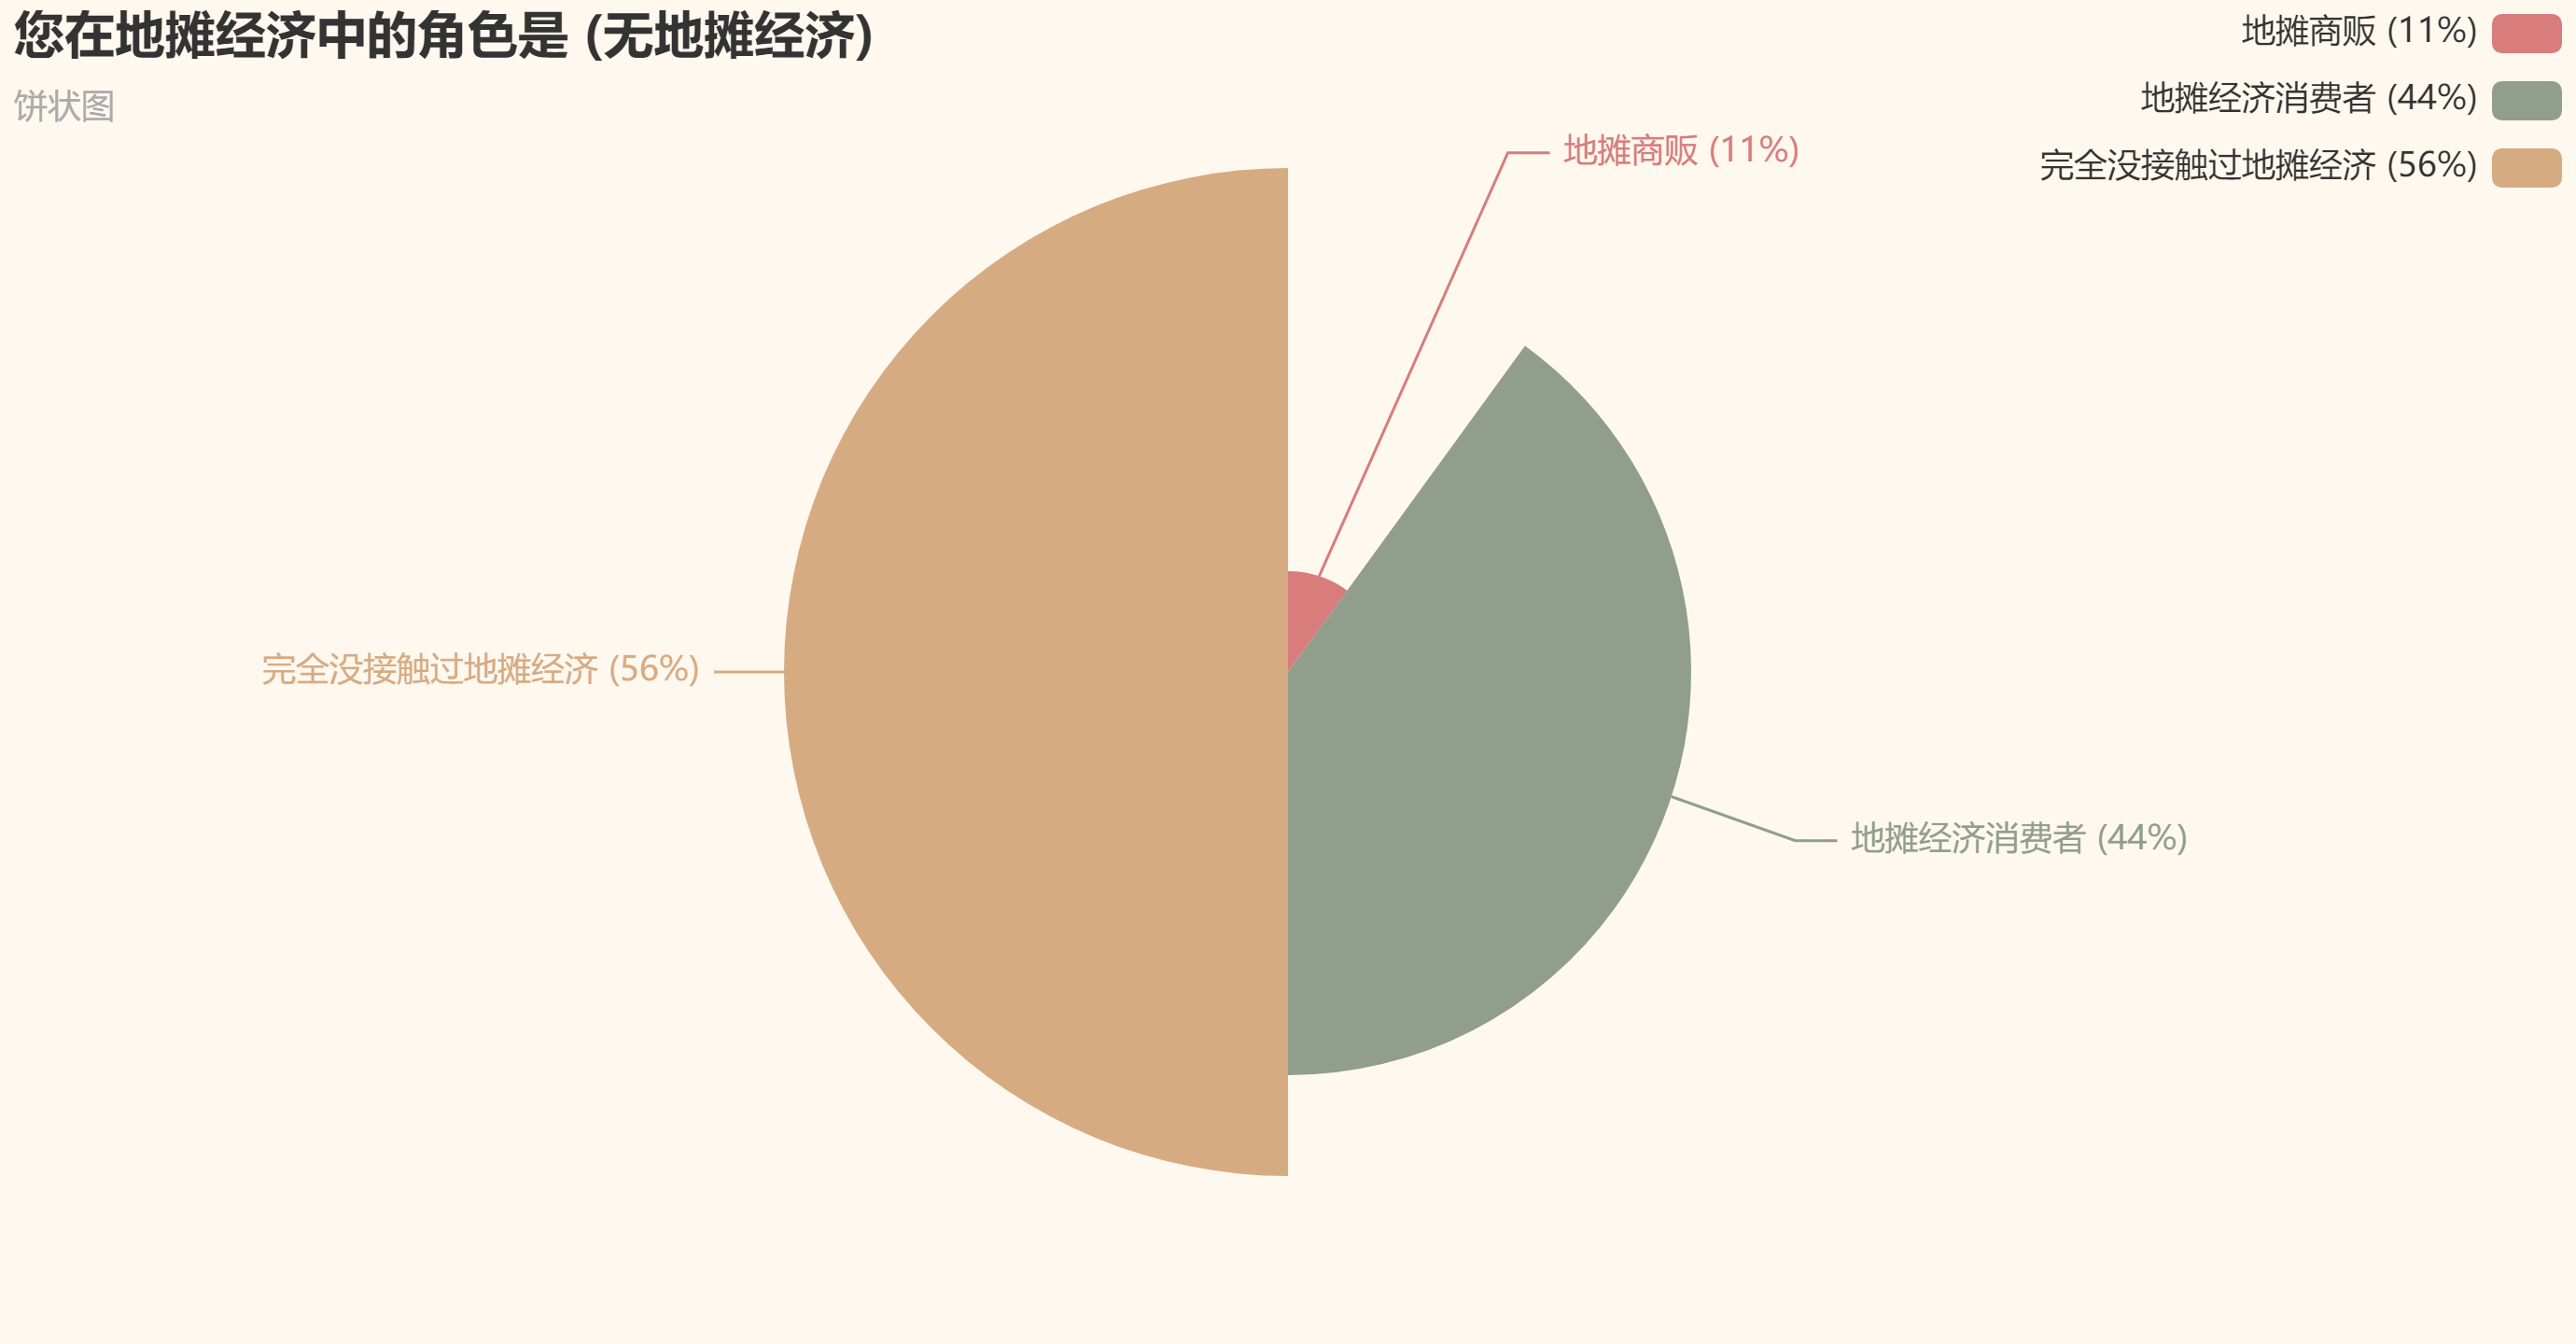 您在地摊经济中的角色是 (无地摊经济)
饼状图
地摊商贩 (11%)
地摊经济消费者 (44%)
完全没接触过地摊经济 (56%)
地摊商贩 (11%)
完全没接触过地摊经济 (56%)
地摊经济消费者 (44%)